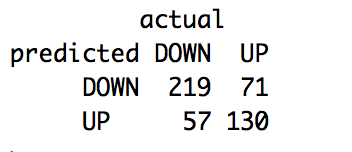 actual
predicted DOWN UP
DOWN 219 71
UP 57 130